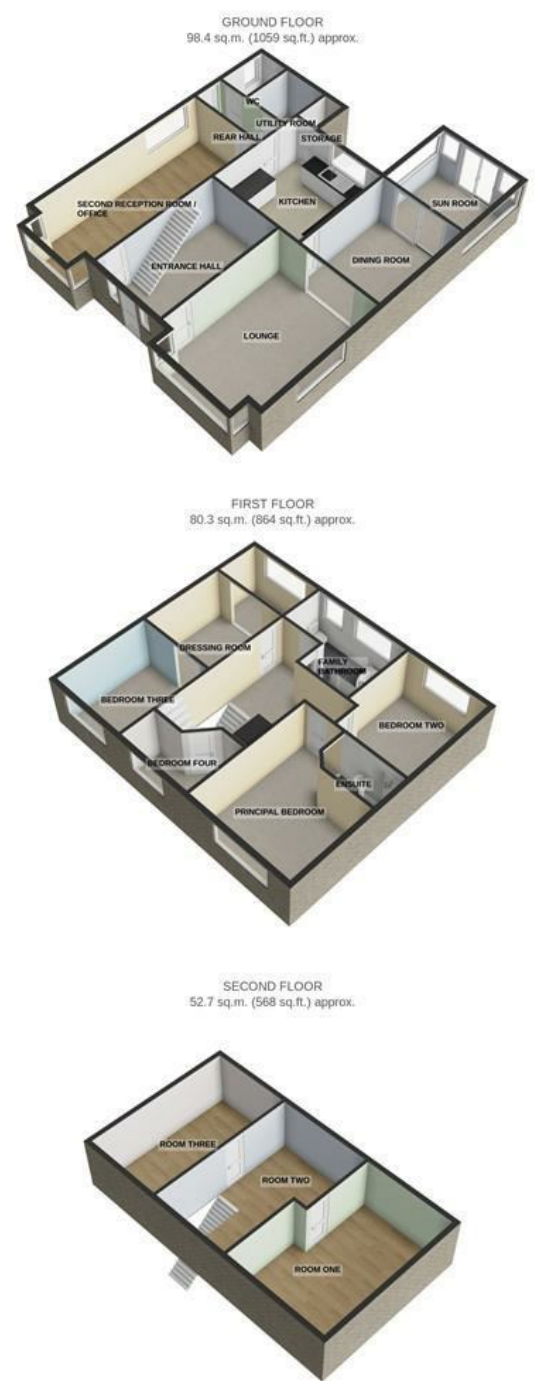 GROUND FLOOR
98.4 sq.m. (1059 sq.ft.) approx.
WC
UTILITY ROOM
REAR HALL
STORAGE
SECOND RECEPTION ROOM /
OFFICE
KITCHEN
SUN ROOM
ENTRANCE HALL
DINING ROOM
LOUNGE
FIRST FLOOR
80.3 sq.m. (864 sq.ft.) approx.
DRESSING ROOM
FAMILY
BATHROOM
BEDROOM THREE
BEDROOM TWO
BEDROOM FOUR
ENSUITE
PRINCIPAL BEDROOM
SECOND FLOOR
52.7 sq.m. (568 sq.ft.) approx.
ROOM THREE
ROOM TWO
ROOM ONE